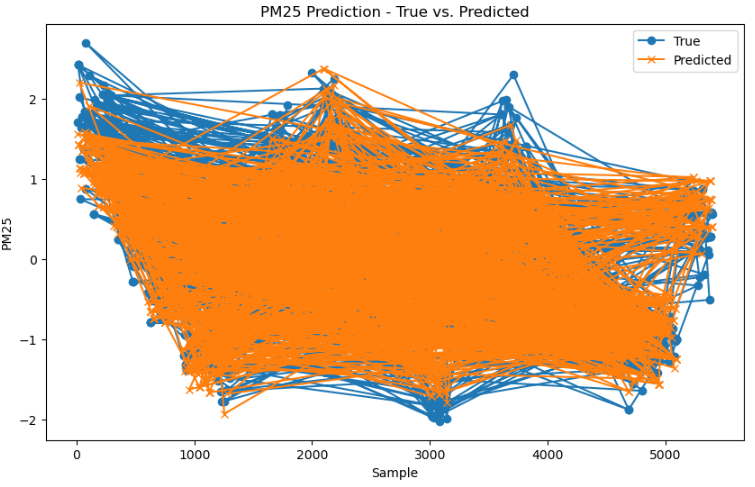 PM25 Prediction - True vs. Predicted
True
Predicted
PM25
2
1
0
−1
−2
0 1000 2000 3000 4000 5000
Sample